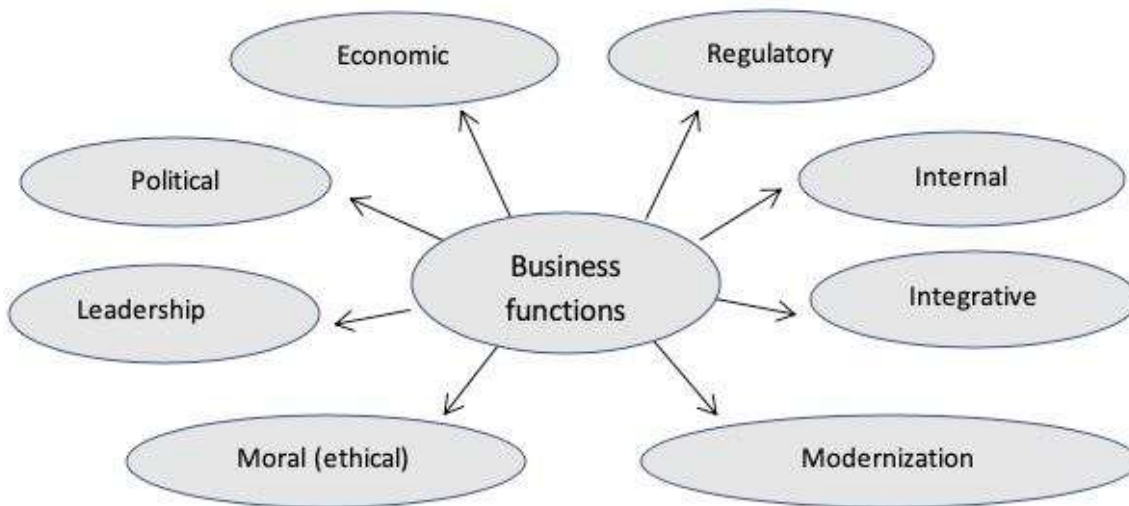 Economic
Regulatory
Political
Internal
Business
functions
Leadership
Integrative
Moral (ethical)
Modernization